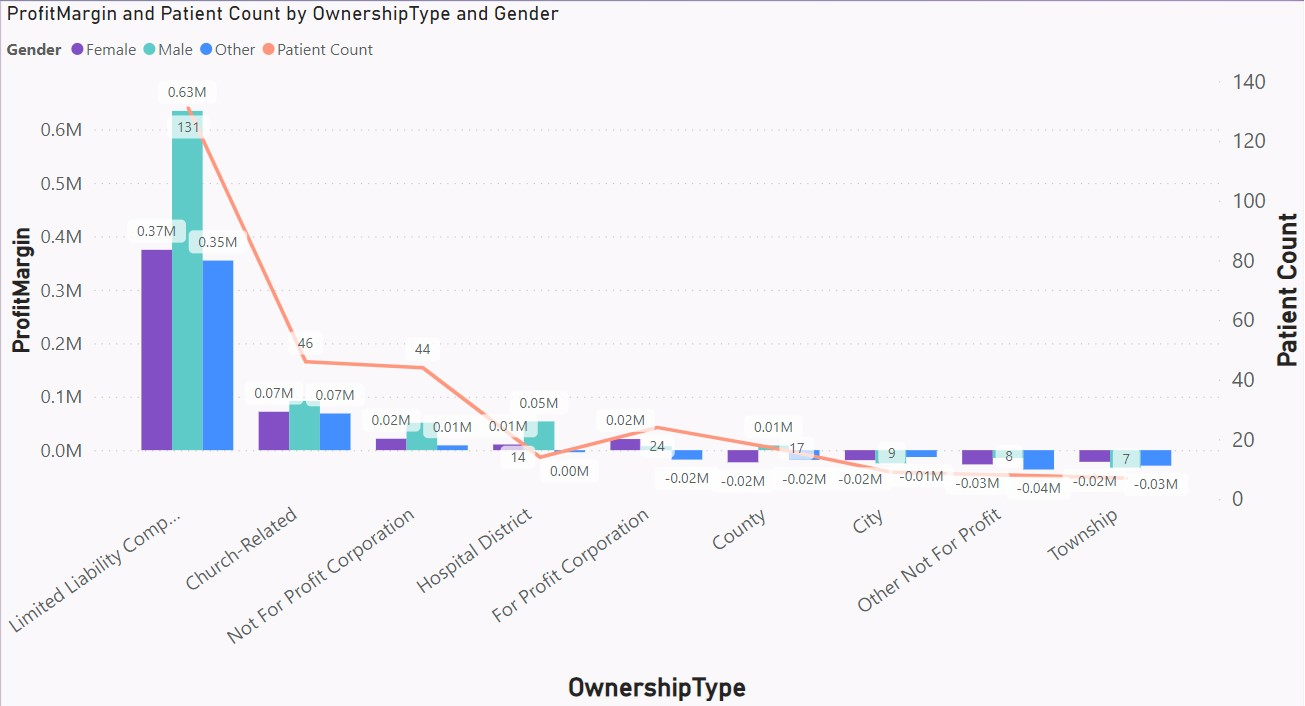 ProfitMargin and Patient Count by OwnershipType and Gender
Gender Female Male Other Patient Count
ProfitMargin
0.6M
0.5M
0.4M
0.3M
0.2M
0.1M
0.0M
0.63M
131
0.37M
0.35M
46
0.07M
0.07M
44
0.02M
0.01M
0.01M
0.05M
14
0.00M
0.02M
24
-0.02M
0.01M
17
-0.02M
-0.02M
9
-0.02M
-0.01M
8
-0.03M
-0.04M
7
-0.02M
-0.03M
140
120
100
80
60
40
20
0
Patient Count
Limited Liability Comp...
Church-Related
Not For Profit Corporation
Hospital District
For Profit Corporation
County
City
Other Not For Profit
Township
OwnershipType